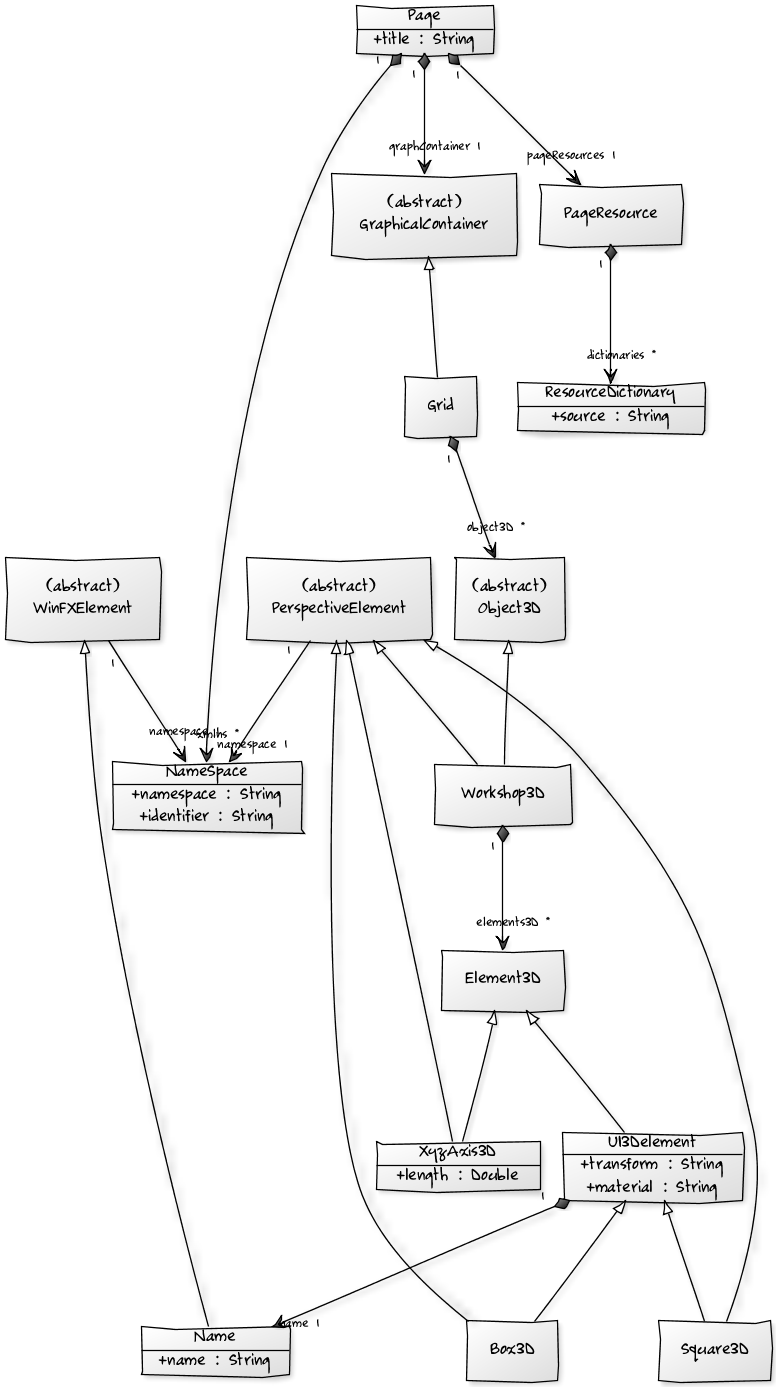 Page
+title : String
1
1
1
graphContainer 1
pageResources 1
(abstract)
GraphicalContainer
PageResource
1
dictionaries *
ResourceDictionary
+source : String
Grid
1
object3D *
(abstract)
WinFXElement
(abstract)
PerspectiveElement
(abstract)
Object3D
1
1
namespace
xmlns *
namespace 1
NameSpace
+namespace : String
+identifier : String
Workshop3D
1
elements3D *
Element3D
XyzAxis3D
+length : Double
UI3Delement
+transform : String
+material : String
1
name 1
Name
+name : String
Box3D
Square3D